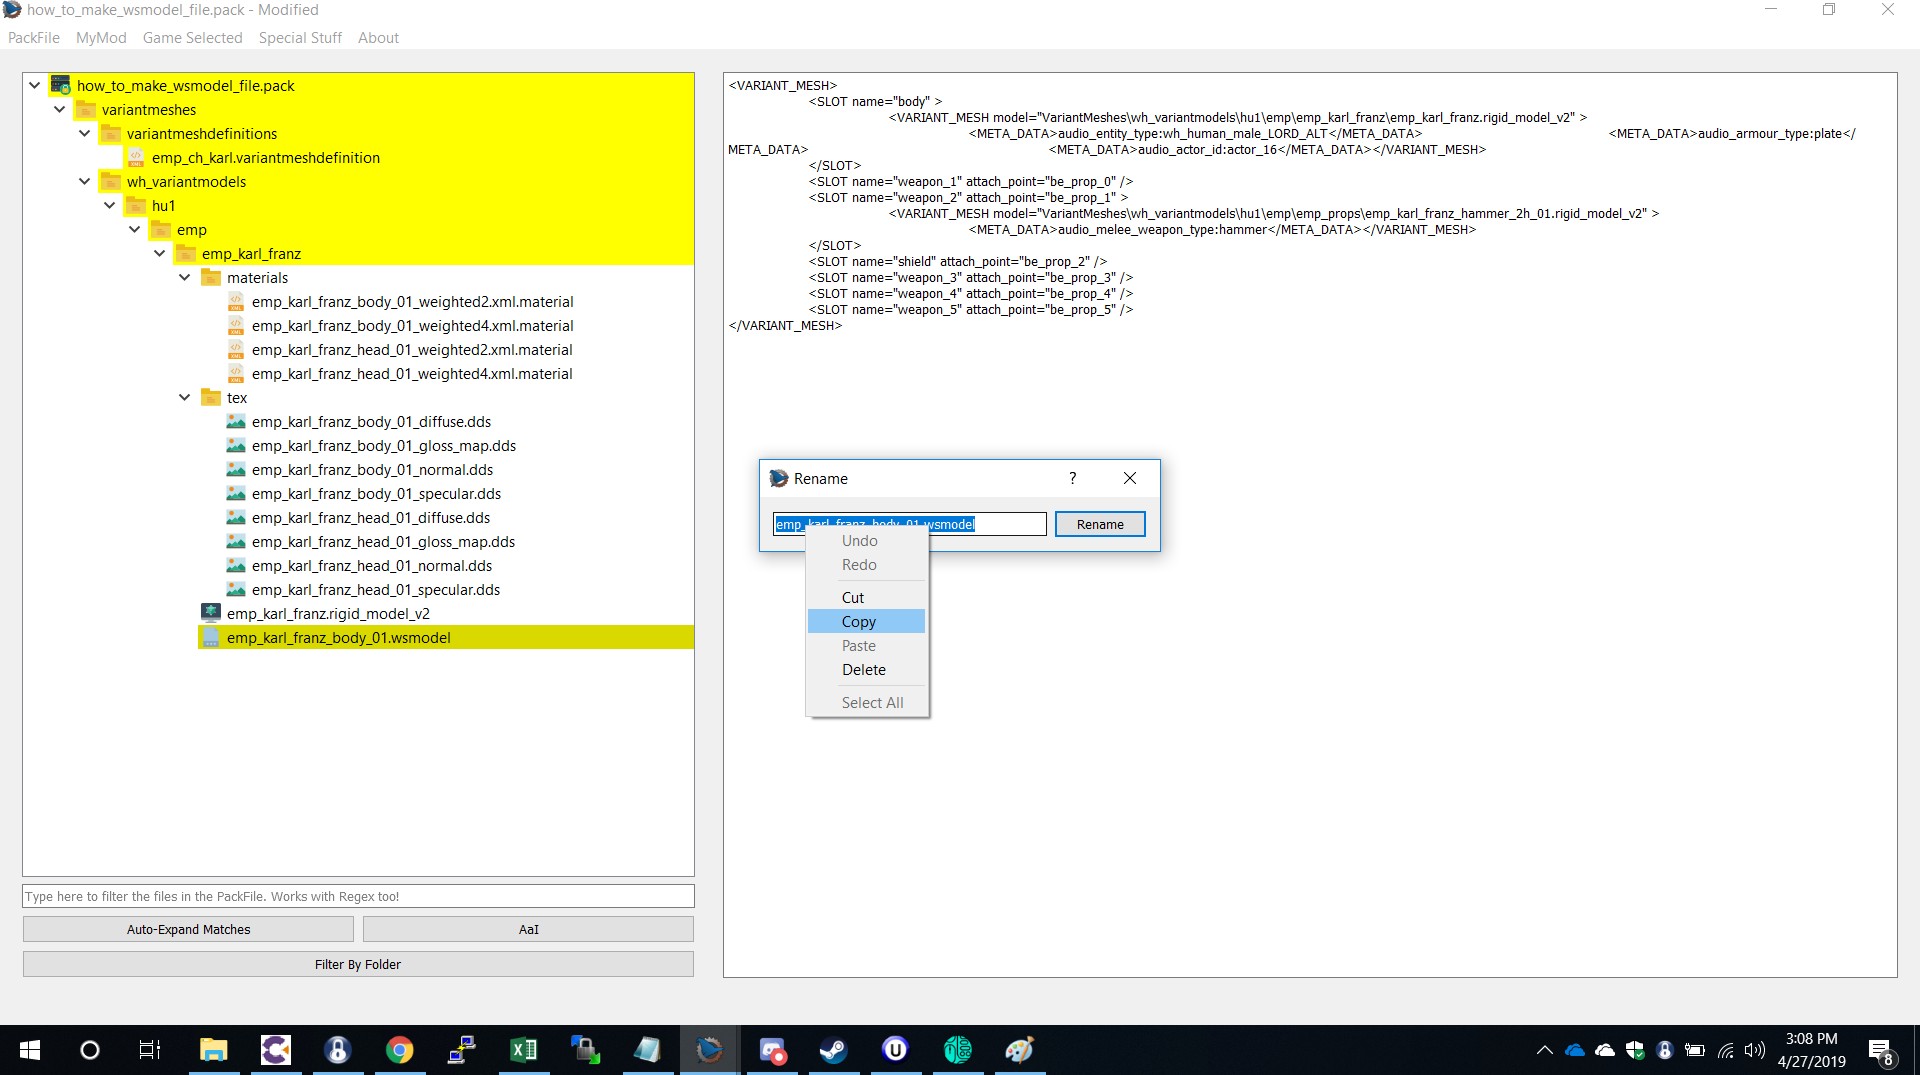 how_to_make_wsmodel_file.pack - Modified
PackFile MyMod Game Selected Special Stuff About
how_to_make_wsmodel_file.pack
variantmeshes
variantmeshdefinitions
emp_ch_karl.variantmeshdefinition
wh_variantmodels
hu1
emp
emp_karl_franz
materials
emp_karl_franz_body_01_weighted2.xml.material
emp_karl_franz_body_01_weighted4.xml.material
emp_karl_franz_head_01_weighted2.xml.material
emp_karl_franz_head_01_weighted4.xml.material
tex
emp_karl_franz_body_01_diffuse.dds
emp_karl_franz_body_01_gloss_map.dds
emp_karl_franz_body_01_normal.dds
emp_karl_franz_body_01_specular.dds
emp_karl_franz_head_01_diffuse.dds
emp_karl_franz_head_01_gloss_map.dds
emp_karl_franz_head_01_normal.dds
emp_karl_franz_head_01_specular.dds
emp_karl_franz.rigid_model_v2
emp_karl_franz_body_01.wsmodel
Type here to filter the files in the PackFile. Works with Regex too!
Auto-Expand Matches AaI
Filter By Folder
<VARIANT_MESH>
<SLOT name="body" >
<VARIANT_MESH model="VariantMeshes\wh_variantmodels\hu1\emp\emp_karl_franz\emp_karl_franz.rigid_model_v2" >
<META_DATA>audio_entity_type:wh_human_male_LORD_ALT</META_DATA> <META_DATA>audio_armour_type:plate</
META_DATA> <META_DATA>audio_actor_id:actor_16</META_DATA></VARIANT_MESH>
</SLOT>
<SLOT name="weapon_1" attach_point="be_prop_0" />
<SLOT name="weapon_2" attach_point="be_prop_1" >
<VARIANT_MESH model="VariantMeshes\wh_variantmodels\hu1\emp\emp_props\emp_karl_franz_hammer_2h_01.rigid_model_v2" >
<META_DATA>audio_melee_weapon_type:hammer</META_DATA></VARIANT_MESH>
</SLOT>
<SLOT name="shield" attach_point="be_prop_2" />
<SLOT name="weapon_3" attach_point="be_prop_3" />
<SLOT name="weapon_4" attach_point="be_prop_4" />
<SLOT name="weapon_5" attach_point="be_prop_5" />
</VARIANT_MESH>
Rename ?
emp_karl_franz_body_01.wsmodel Rename
Undo
Redo
Cut
Copy
Paste
Delete
Select All
3:08 PM
4/27/2019
8